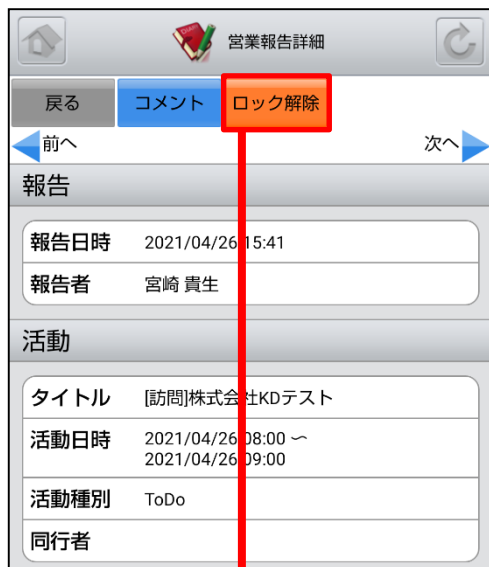 営業報告詳細
戻る コメント ロック解除
前へ 次へ
報告
報告日時 2021/04/26 15:41
報告者 宮崎 貴生
活動
タイトル [訪問]株式会社KDテスト
活動日時 2021/04/26 08:00 ～
2021/04/26 09:00
活動種別 ToDo
同行者